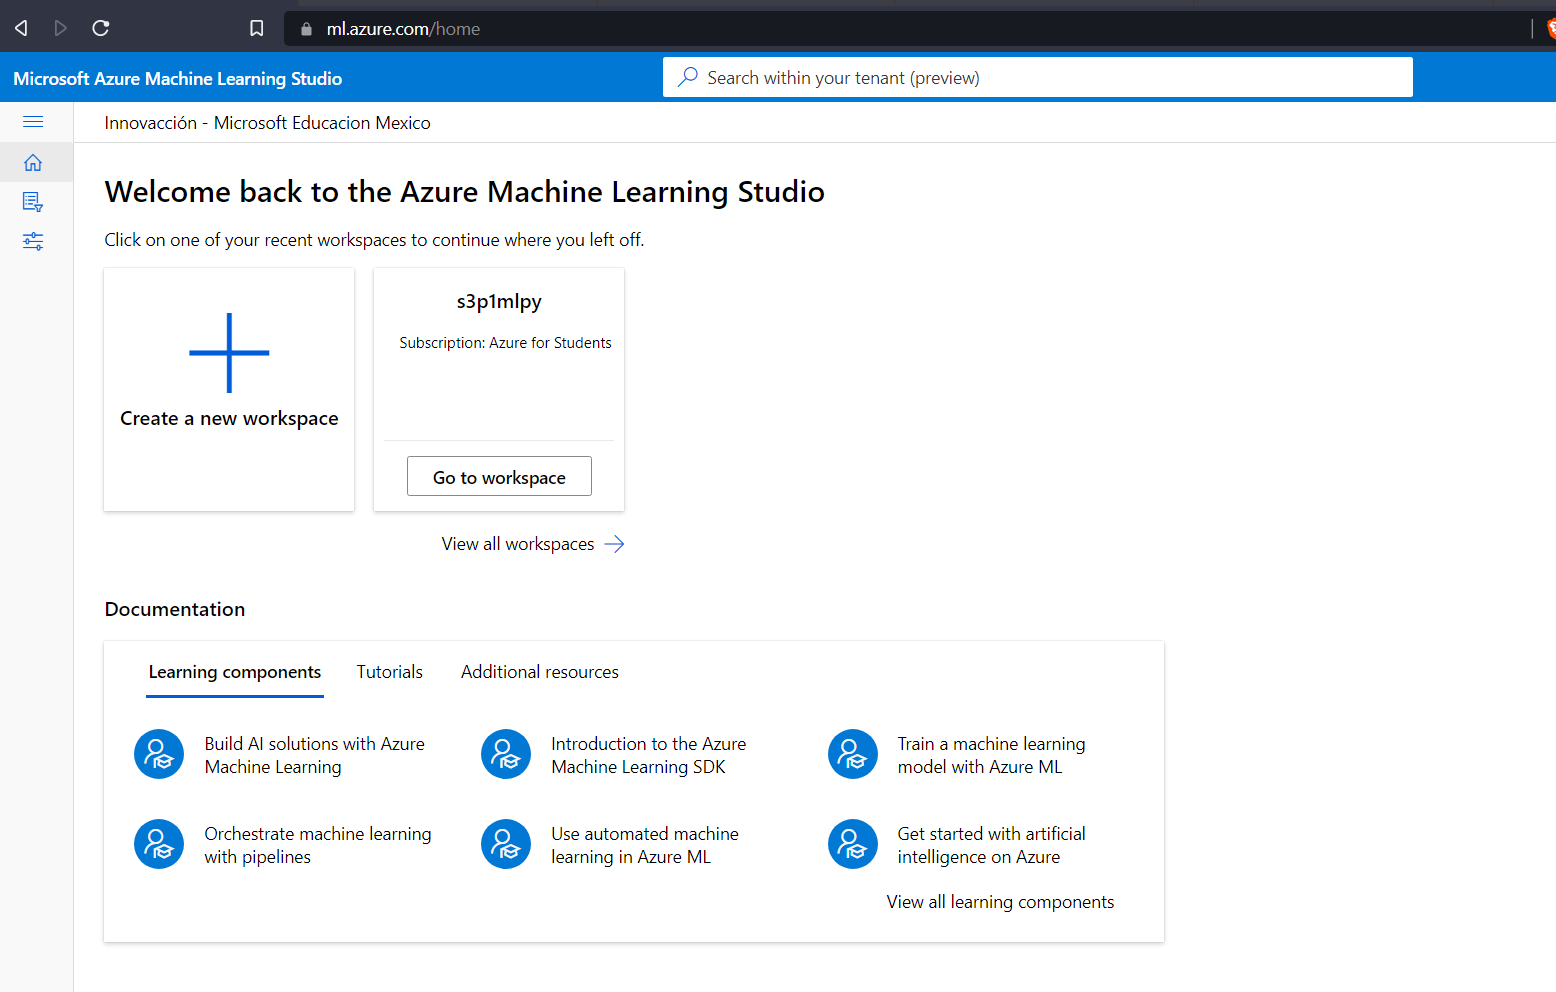 ml.azure.com/home
Microsoft Azure Machine Learning Studio
Search within your tenant (preview)
Innovacción - Microsoft Educacion Mexico
Welcome back to the Azure Machine Learning Studio
Click on one of your recent workspaces to continue where you left off.
Create a new workspace
s3p1mlpy
Subscription: Azure for Students
Go to workspace
View all workspaces
Documentation
Learning components
Tutorials
Additional resources
Build AI solutions with Azure
Machine Learning
Introduction to the Azure
Machine Learning SDK
Train a machine learning
model with Azure ML
Orchestrate machine learning
with pipelines
Use automated machine
learning in Azure ML
Get started with artificial
intelligence on Azure
View all learning components